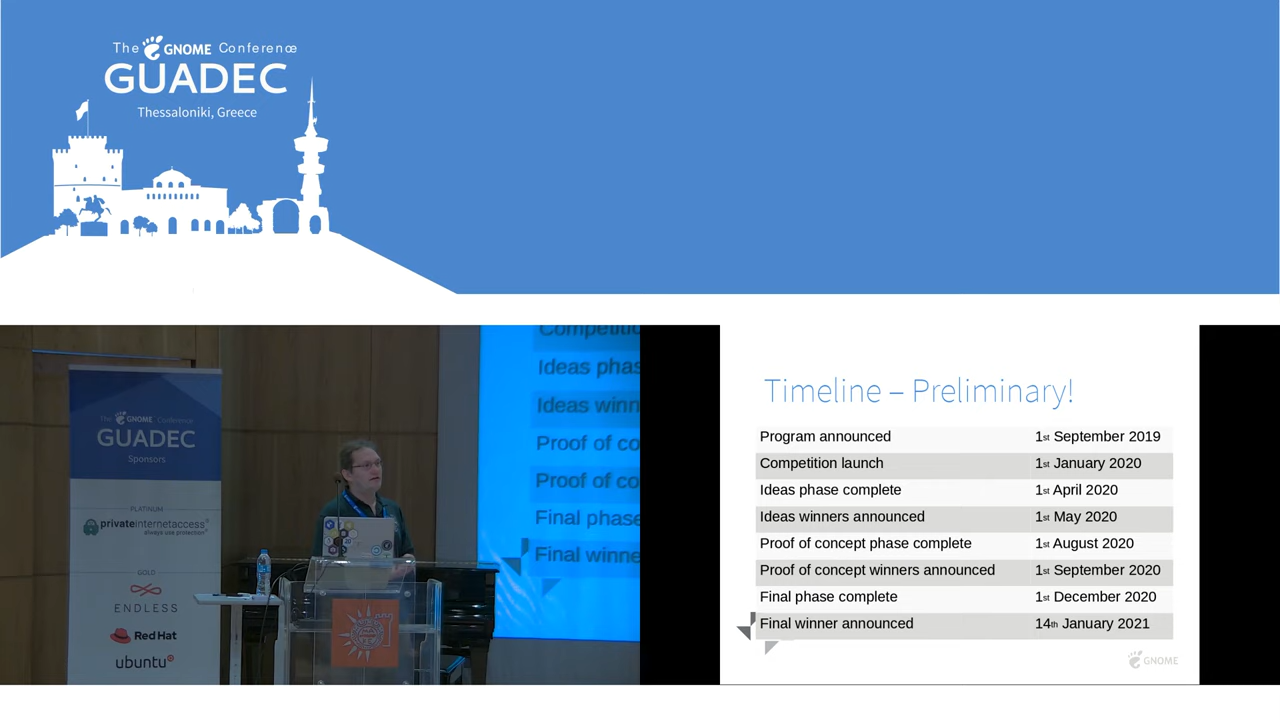 The GNOME Conference
GUADEC
Thessaloniki, Greece
The GNOME Conference
GUADEC
Sponsors
PLATINUM
privateinternetaccess
always use protection
GOLD
ENDLESS
Red Hat
ubuntu
Competitio
Ideas phas
Ideas winn
Proof of co
Proof of co
Final phase
Final winne
Timeline – Preliminary!
Program announced 1st September 2019
Competition launch 1st January 2020
Ideas phase complete 1st April 2020
Ideas winners announced 1st May 2020
Proof of concept phase complete 1st August 2020
Proof of concept winners announced 1st September 2020
Final phase complete 1st December 2020
Final winner announced 14th January 2021
GNOME